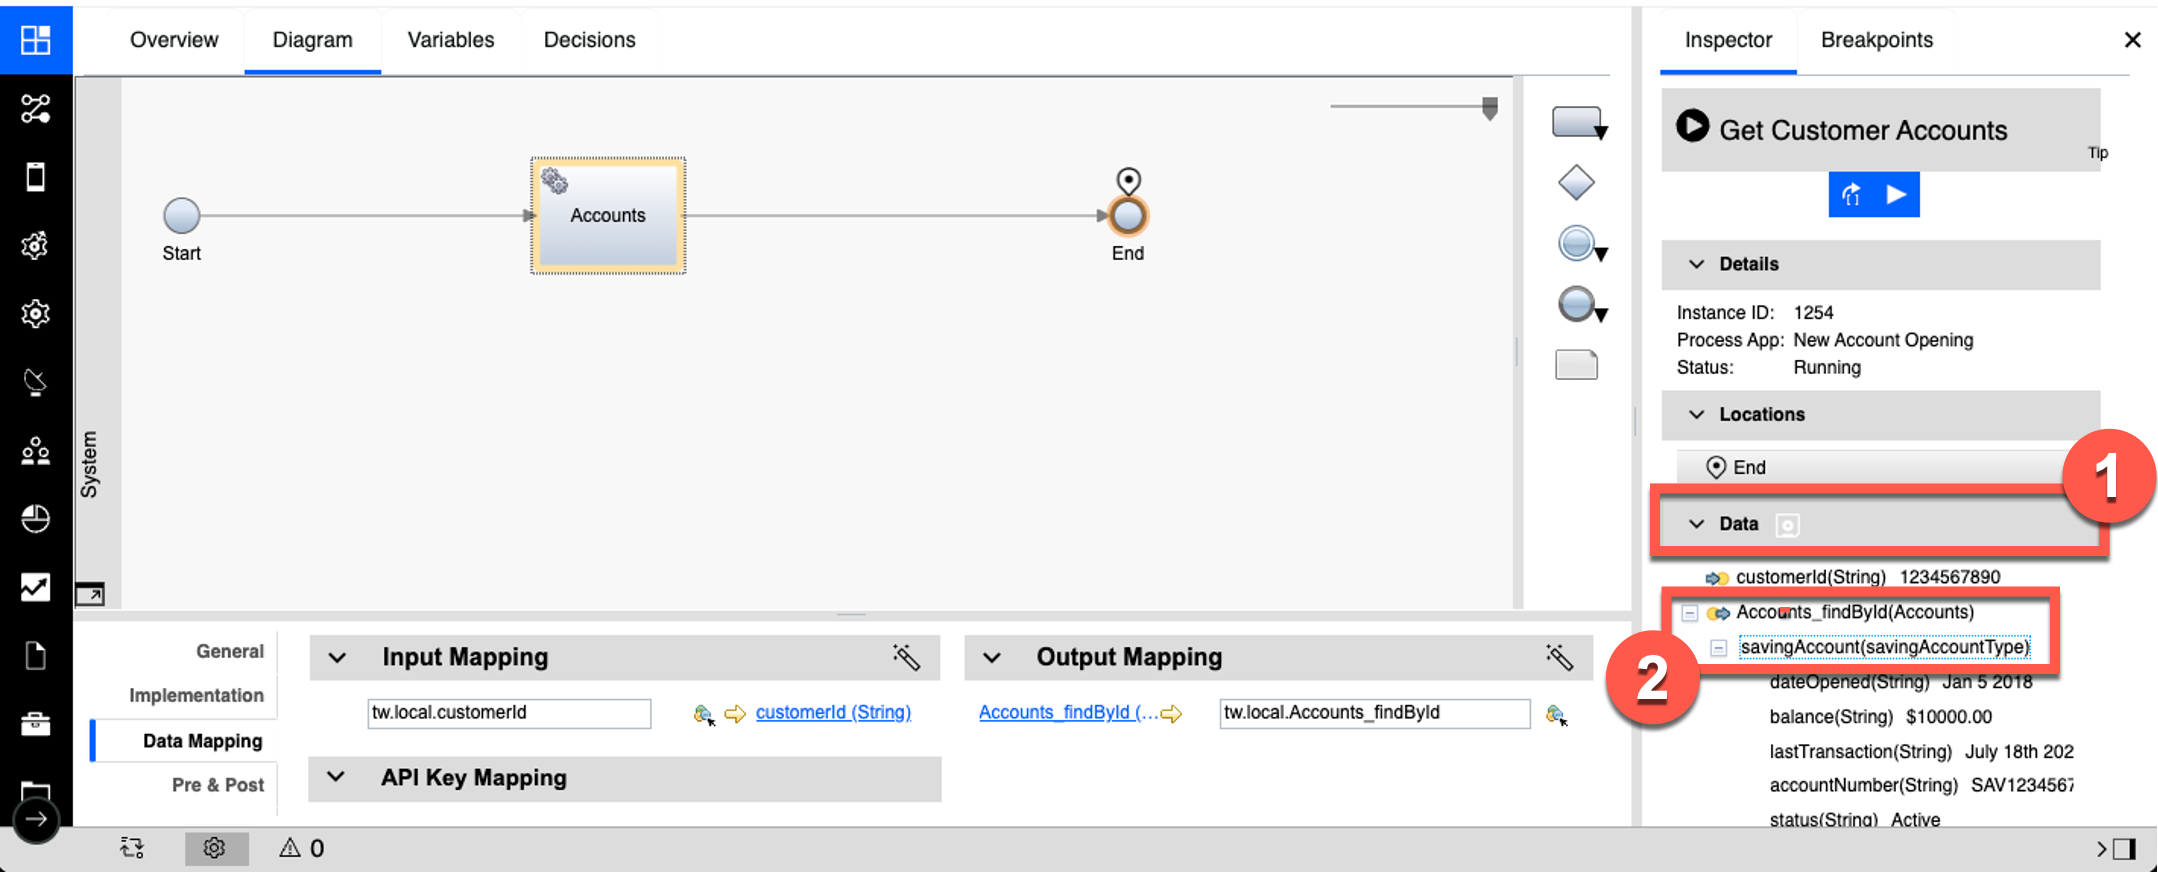 Overview Diagram Variables Decisions
Inspector Breakpoints
Get Customer Accounts
Tip
Accounts
Start
End
System
Details
Instance ID: 1254
Process App: New Account Opening
Status: Running
Locations
End
1
Data
customerId(String) 1234567890
Accounts_findById(Accounts)
2
savingAccount(savingAccountType)
dateOpened(String) Jan 5 2018
balance(String) $10000.00
lastTransaction(String) July 18th 202
accountNumber(String) SAV1234567
status(String) Active
General
Implementation
Data Mapping
Pre & Post
Input Mapping
tw.local.customerId customerId (String)
API Key Mapping
Output Mapping
Accounts_findById (... tw.local.Accounts_findById
0